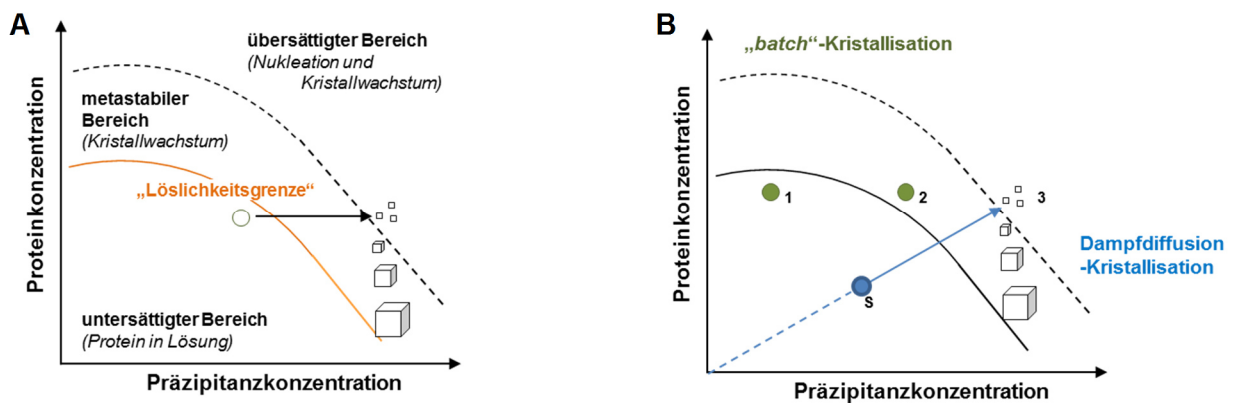 A
übersättigter Bereich
(Nukleation und
Kristallwachstum)
metastabiler
Bereich
(Kristallwachstum)
„Löslichkeitsgrenze“
untersättigter Bereich
(Protein in Lösung)
Proteinkonzentration
Präzipitanzkonzentration
B
„batch“-Kristallisation
1
2
3
S
Dampfdiffusion
-Kristallisation
Proteinkonzentration
Präzipitanzkonzentration